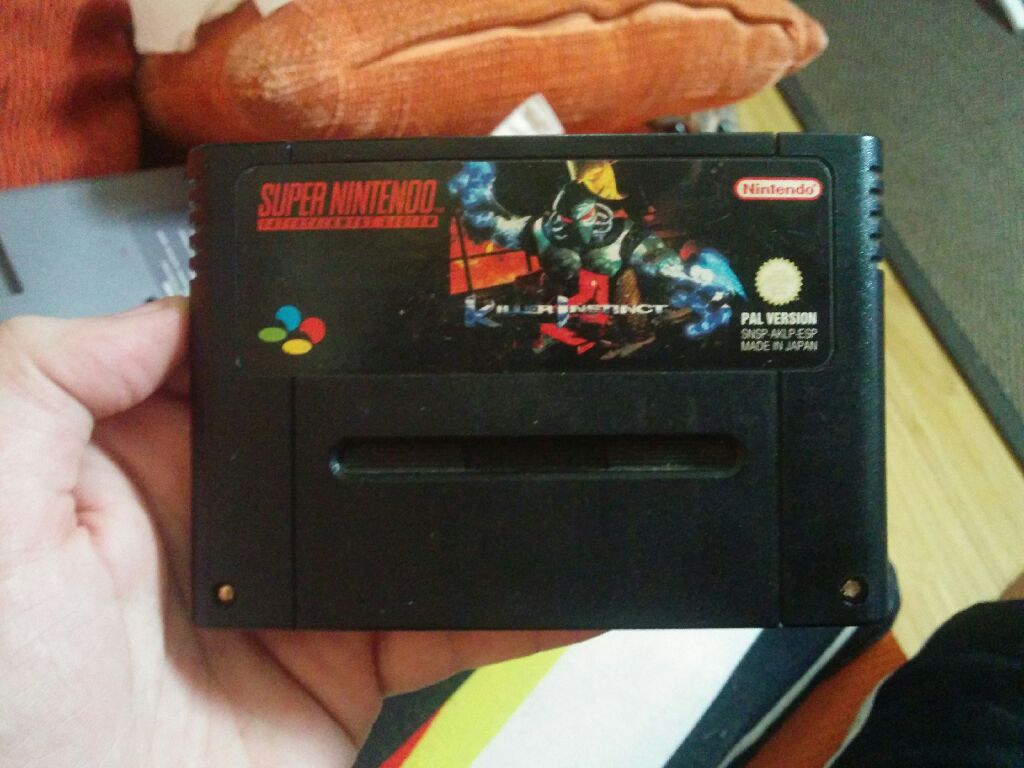 SUPER NINTENDO
ENTERTAINMENT SYSTEM
Nintendo
KILLER INSTINCT
PAL VERSION
SNSP-AKLP-ESP
MADE IN JAPAN